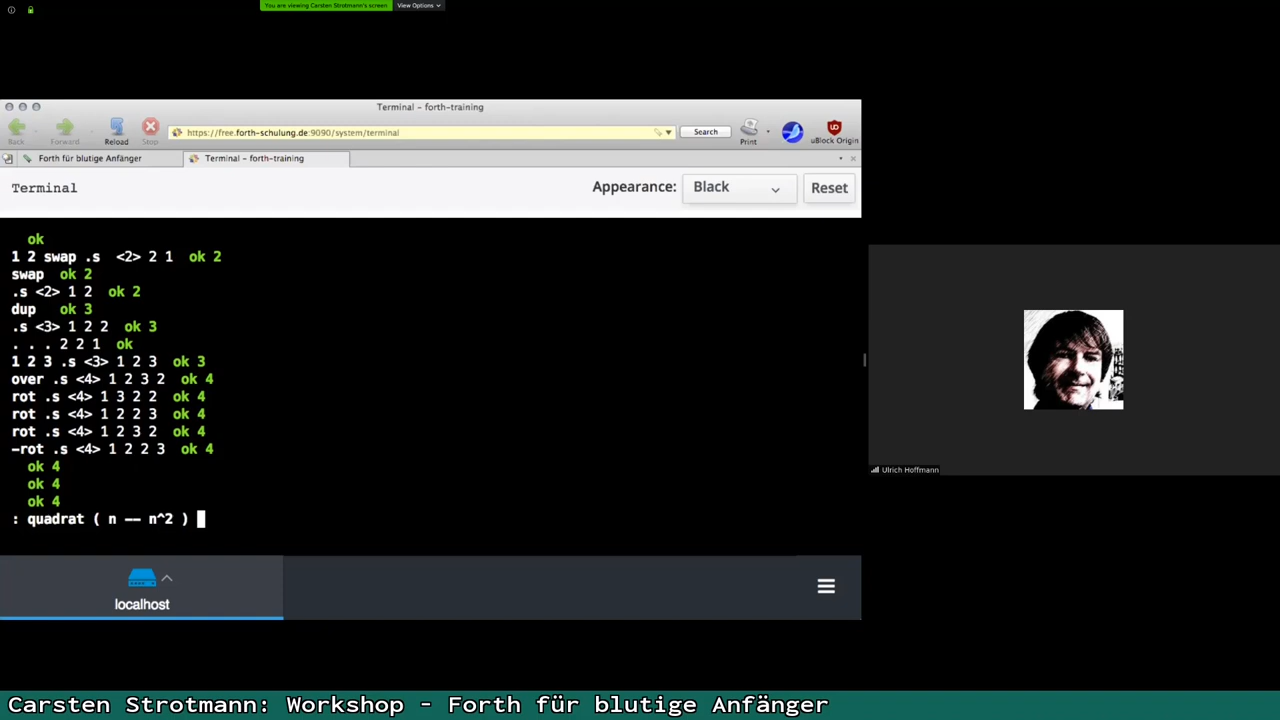 You are viewing Carsten Strotmann's screen View Options
Terminal - forth-training
Back Forward Reload Stop https://free.forth-schulung.de:9090/system/terminal Search Print uBlock Origin
Forth für blutige Anfänger Terminal - forth-training
Terminal Appearance: Black Reset
ok
1 2 swap .s <2> 2 1 ok 2
swap ok 2
.s <2> 1 2 ok 2
dup ok 3
.s <3> 1 2 2 ok 3
. . . 2 2 1 ok
1 2 3 .s <3> 1 2 3 ok 3
over .s <4> 1 2 3 2 ok 4
rot .s <4> 1 3 2 2 ok 4
rot .s <4> 1 2 2 3 ok 4
rot .s <4> 1 2 3 2 ok 4
-rot .s <4> 1 2 2 3 ok 4
ok 4
ok 4
ok 4
: quadrat ( n -- n^2 )
localhost
Ulrich Hoffmann
Carsten Strotmann: Workshop - Forth für blutige Anfänger